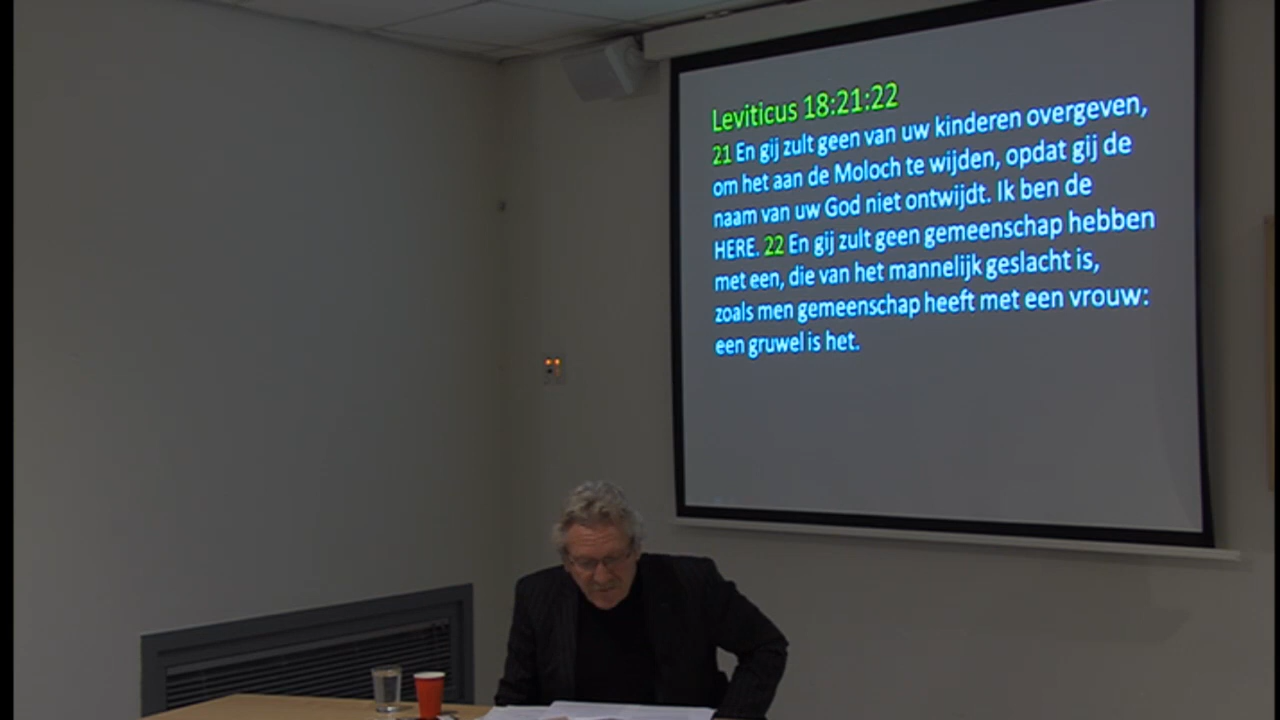 Leviticus 18:21:22
21 En gij zult geen van uw kinderen overgeven,
om het aan de Moloch te wijden, opdat gij de
naam van uw God niet ontwijdt. Ik ben de
HERE. 22 En gij zult geen gemeenschap hebben
met een, die van het mannelijk geslacht is,
zoals men gemeenschap heeft met een vrouw:
een gruwel is het.